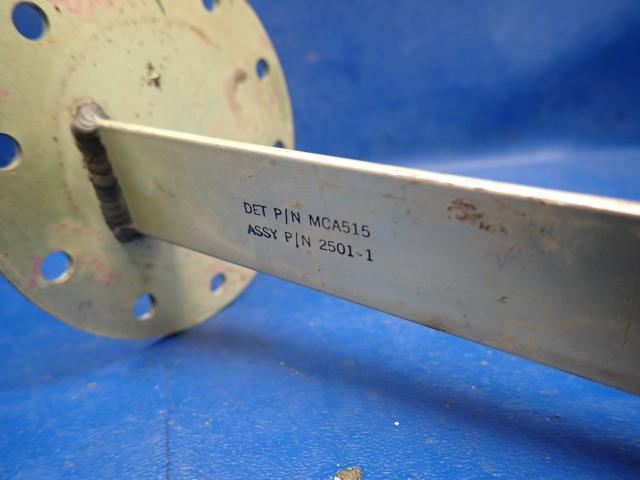 DET P/N MCA515
ASSY P/N 2501-1